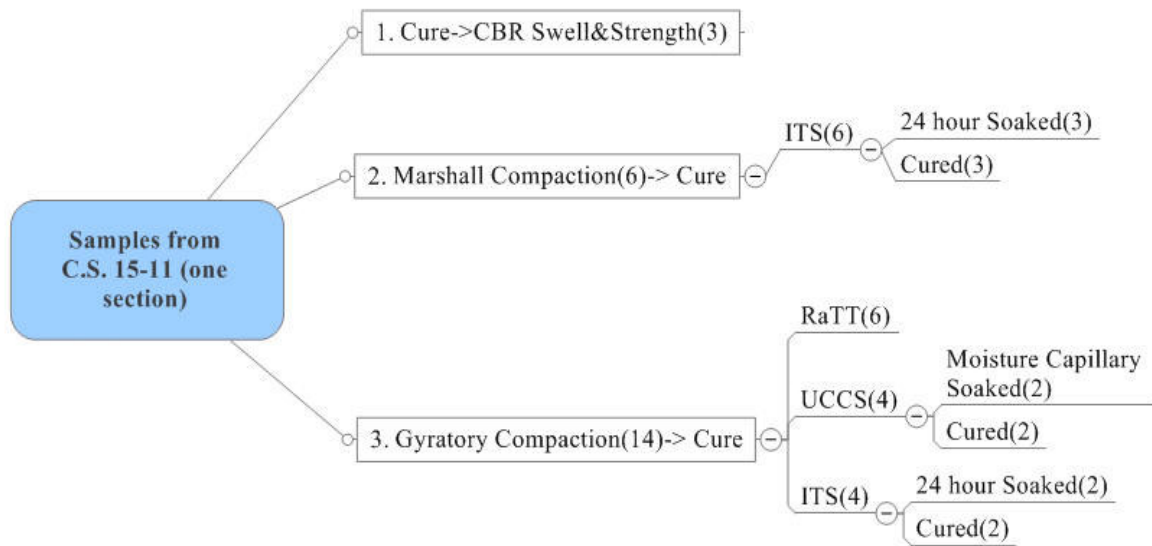 1. Cure->CBR Swell&Strength(3)
ITS(6)
24 hour Soaked(3)
Cured(3)
2. Marshall Compaction(6)-> Cure
Samples from
C.S. 15-11 (one
section)
RaTT(6)
Moisture Capillary
Soaked(2)
UCCS(4)
Cured(2)
3. Gyratory Compaction(14)-> Cure
24 hour Soaked(2)
ITS(4)
Cured(2)